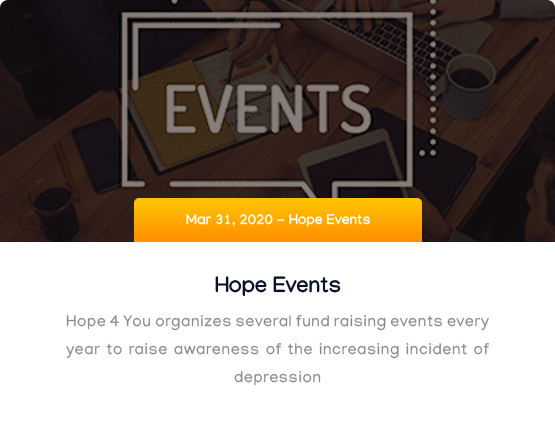 EVENTS
Mar 31, 2020 - Hope Events
Hope Events
Hope 4 You organizes several fund raising events every
year to raise awareness of the increasing incident of
depression